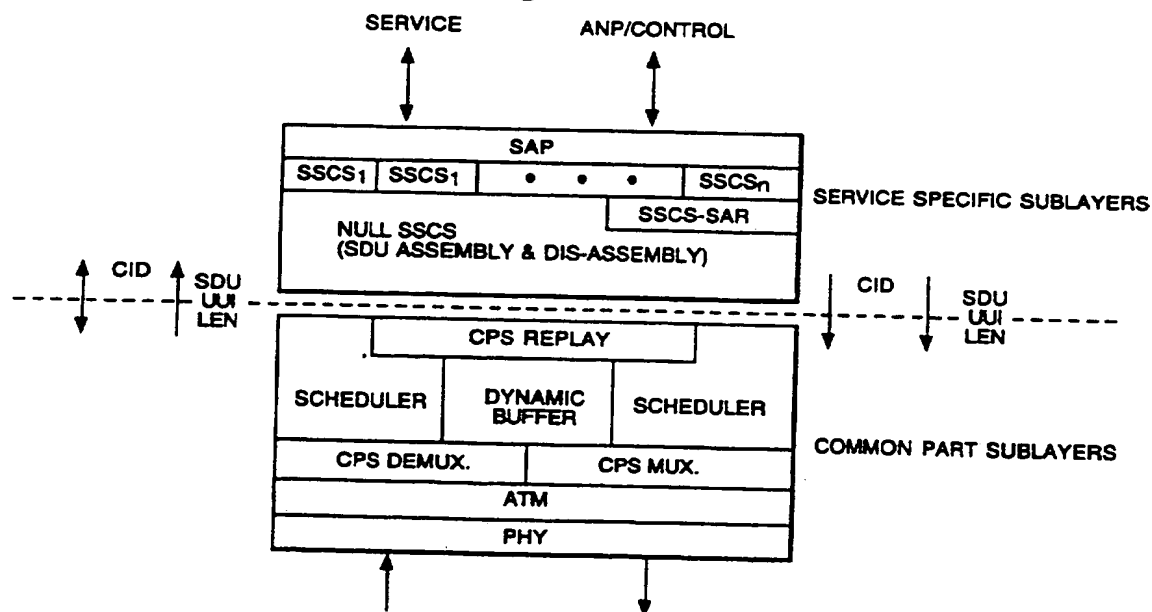 SERVICE
ANP/CONTROL
SAP
SSCS1 SSCS1 • • • SSCSn
SERVICE SPECIFIC SUBLAYERS
SSCS-SAR
NULL SSCS
(SDU ASSEMBLY & DIS-ASSEMBLY)
CID
SDU
UUI
LEN
CID
SDU
UUI
LEN
CPS REPLAY
SCHEDULER
DYNAMIC
BUFFER
SCHEDULER
COMMON PART SUBLAYERS
CPS DEMUX.
CPS MUX.
ATM
PHY